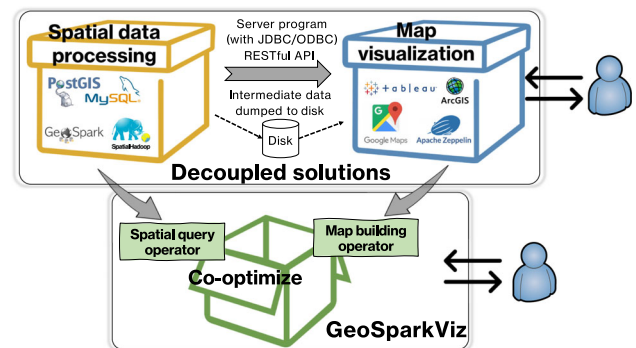 Spatial data
processing
PostGIS
MySQL
GeoSpark
SpatialHadoop
Server program
(with JDBC/ODBC)
RESTful API
Intermediate data
dumped to disk
Disk
Map
visualization
+ableau
ArcGIS
Google Maps
Apache Zeppelin
Decoupled solutions
Spatial query
operator
Map building
operator
Co-optimize
GeoSparkViz